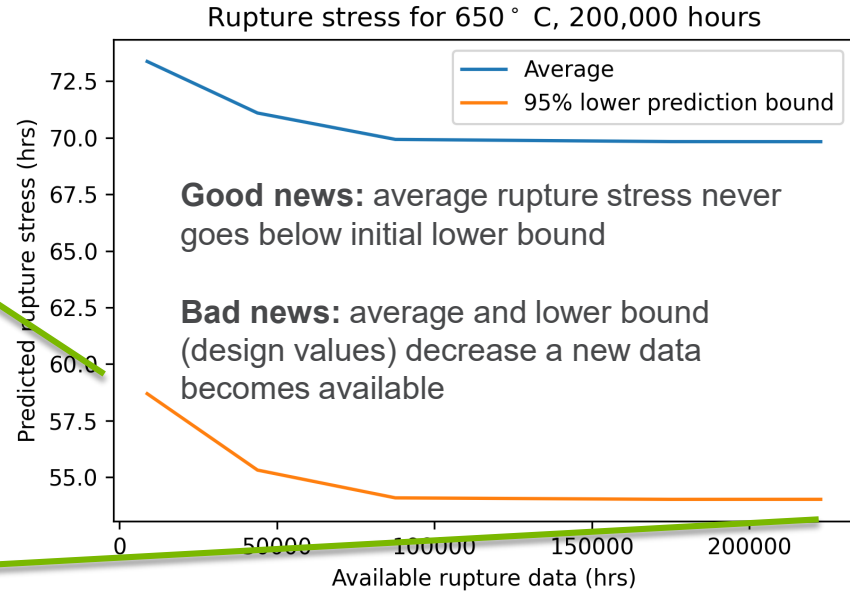 Rupture stress for 650° C, 200,000 hours
Average
95% lower prediction bound
72.5
70.0
67.5
65.0
62.5
60.0
57.5
55.0
Predicted rupture stress (hrs)
Good news: average rupture stress never
goes below initial lower bound
Bad news: average and lower bound
(design values) decrease a new data
becomes available
0
50000
100000
150000
200000
Available rupture data (hrs)